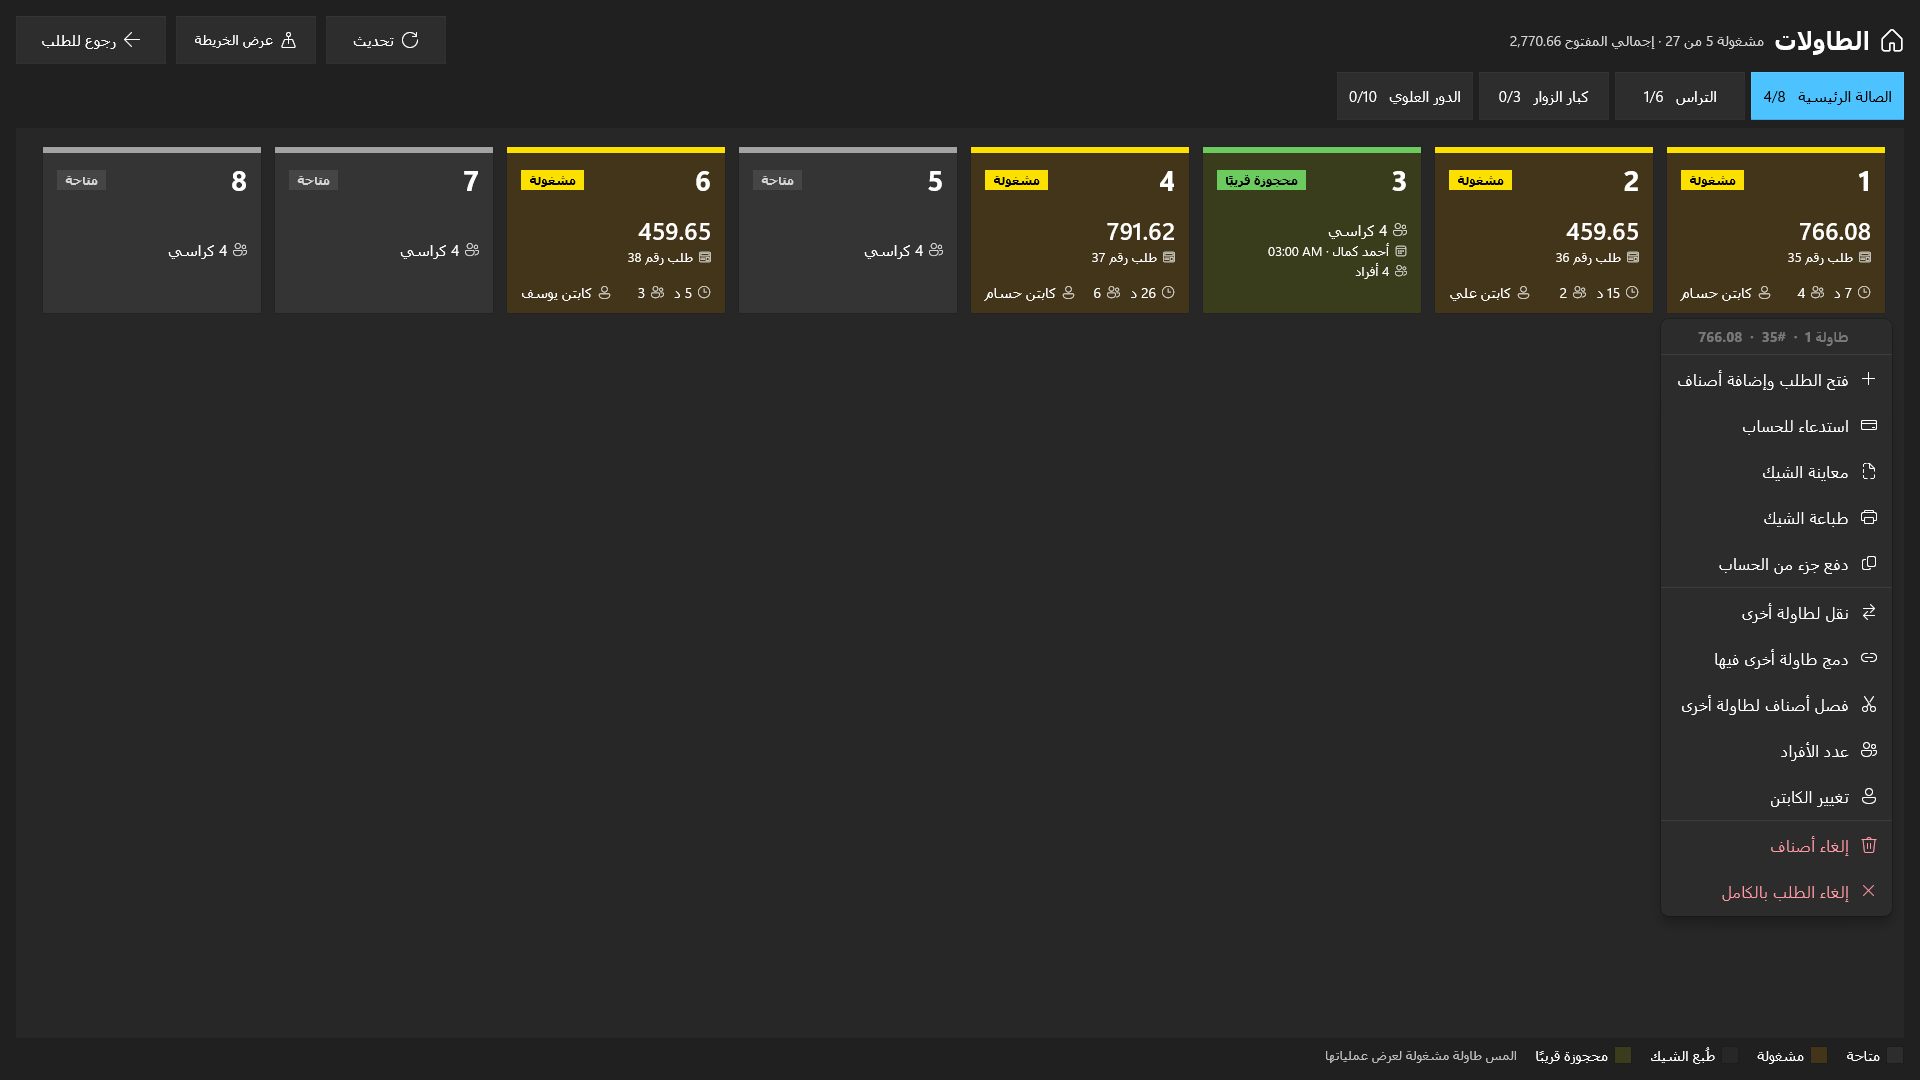 الطاولات
مشغولة 5 من 27 · إجمالي المفتوح 2,770.66
تحديث
عرض الخريطة
رجوع للطلب
الصالة الرئيسية 4/8
التراس 1/6
كبار الزوار 0/3
الدور العلوي 0/10
1 مشغولة
766.08
طلب رقم 35
7 د 4 كابتن حسام
2 مشغولة
459.65
طلب رقم 36
15 د 2 كابتن علي
3 محجوزة قريبًا
4 كراسي
أحمد كمال · 03:00 AM
4 أفراد
4 مشغولة
791.62
طلب رقم 37
26 د 6 كابتن حسام
5 متاحة
4 كراسي
6 مشغولة
459.65
طلب رقم 38
5 د 3 كابتن يوسف
7 متاحة
4 كراسي
8 متاحة
4 كراسي
طاولة 1 · #35 · 766.08
فتح الطلب وإضافة أصناف
استدعاء للحساب
معاينة الشيك
طباعة الشيك
دفع جزء من الحساب
نقل لطاولة أخرى
دمج طاولة أخرى فيها
فصل أصناف لطاولة أخرى
عدد الأفراد
تغيير الكابتن
إلغاء أصناف
إلغاء الطلب بالكامل
متاحة
مشغولة
طُبع الشيك
محجوزة قريبًا
المس طاولة مشغولة لعرض عملياتها